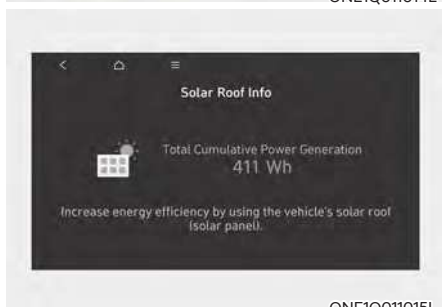 Solar Roof Info
Total Cumulative Power Generation
411 Wh
Increase energy efficiency by using the vehicle's solar roof
(solar panel).